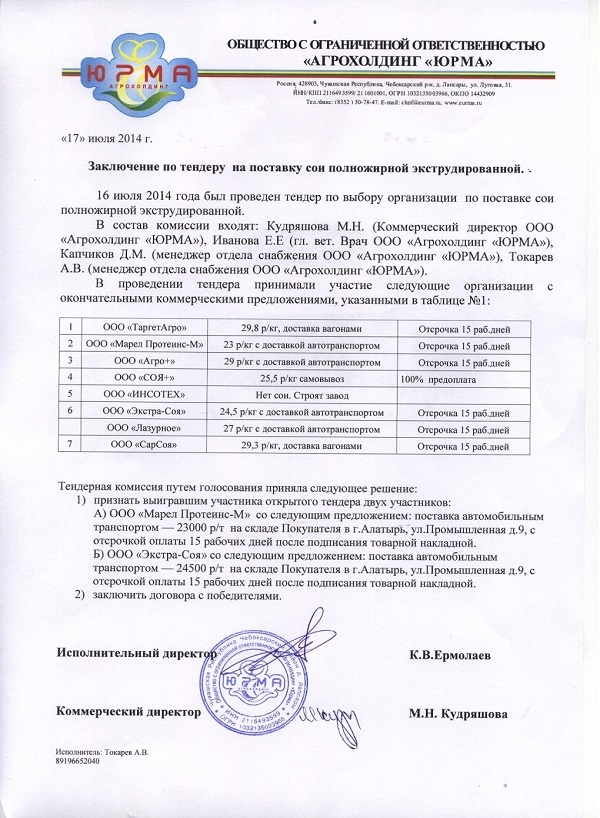 ЮРМА
АГРОХОЛДИНГ
ОБЩЕСТВО С ОГРАНИЧЕННОЙ ОТВЕТСТВЕННОСТЬЮ
«АГРОХОЛДИНГ «ЮРМА»
Россия, 428903, Чувашская Республика, Чебоксарский р-н, д. Лапсары, ул. Луговая, 31.
ИНН/КПП 2116493599/ 211601001, ОГРН 1032135003966, ОКПО 14432909
Тел./факс: (8352 ) 50-78-47. E-mail: chpf@eurma.ru. www.eurma.ru
«17» июля 2014 г.
Заключение по тендеру на поставку сои полножирной экструдированной.
16 июля 2014 года был проведен тендер по выбору организации по поставке сои
полножирной экструдированной.
В состав комиссии входят: Кудряшова М.Н. (Коммерческий директор ООО
«Агрохолдинг «ЮРМА»), Иванова Е.Е (гл. вет. Врач ООО «Агрохолдинг «ЮРМА»),
Капчиков Д.М. (менеджер отдела снабжения ООО «Агрохолдинг «ЮРМА»), Токарев
А.В. (менеджер отдела снабжения ООО «Агрохолдинг «ЮРМА»).
В проведении тендера принимали участие следующие организации с
окончательными коммерческими предложениями, указанными в таблице №1:
1 ООО «ТаргетАгро» 29,8 р/кг, доставка вагонами Отсрочка 15 раб.дней
2 ООО «Марел Протеинс-М» 23 р/кг с доставкой автотранспортом Отсрочка 15 раб.дней
3 ООО «Агро+» 29 р/кг с доставкой автотранспортом Отсрочка 15 раб.дней
4 ООО «СОЯ+» 25,5 р/кг самовывоз 100% предоплата
5 ООО «ИНСОТЕХ» Нет сои. Строят завод
6 ООО «Экстра-Соя» 24,5 р/кг с доставкой автотранспортом Отсрочка 15 раб.дней
ООО «Лазурное» 27 р/кг с доставкой автотранспортом Отсрочка 15 раб.дней
7 ООО «СарСоя» 29,3 р/кг, доставка вагонами Отсрочка 15 раб.дней
Тендерная комиссия путем голосования приняла следующее решение:
1) признать выигравшим участника открытого тендера двух участников:
А) ООО «Марел Протеинс-М» со следующим предложением: поставка автомобильным
транспортом — 23000 р/т на складе Покупателя в г.Алатырь, ул.Промышленная д.9, с
отсрочкой оплаты 15 рабочих дней после подписания товарной накладной.
Б) ООО «Экстра-Соя» со следующим предложением: поставка автомобильным
транспортом — 24500 р/т на складе Покупателя в г.Алатырь, ул.Промышленная д.9, с
отсрочкой оплаты 15 рабочих дней после подписания товарной накладной.
2) заключить договора с победителями.
Исполнительный директор К.В.Ермолаев
ЮРМА
ИНН 2116493599
ОГРН 1032135003966
Коммерческий директор М.Н. Кудряшова
Исполнитель: Токарев А.В.
89196652040